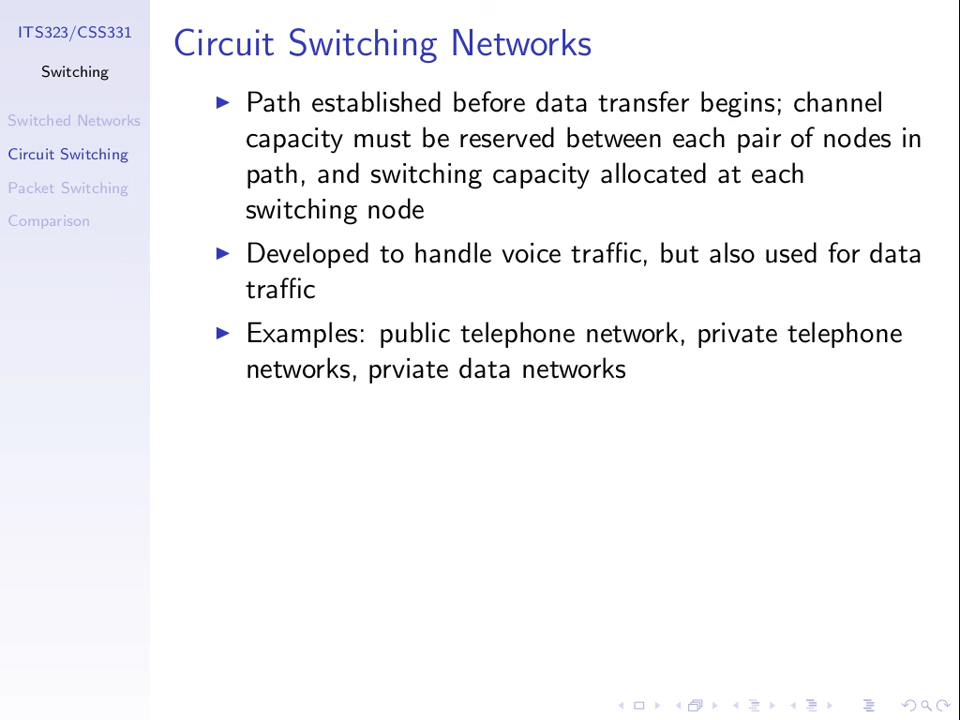 ITS323/CSS331
Switching
Switched Networks
Circuit Switching
Packet Switching
Comparison
Circuit Switching Networks
Path established before data transfer begins; channel
capacity must be reserved between each pair of nodes in
path, and switching capacity allocated at each
switching node
Developed to handle voice traffic, but also used for data
traffic
Examples: public telephone network, private telephone
networks, prviate data networks